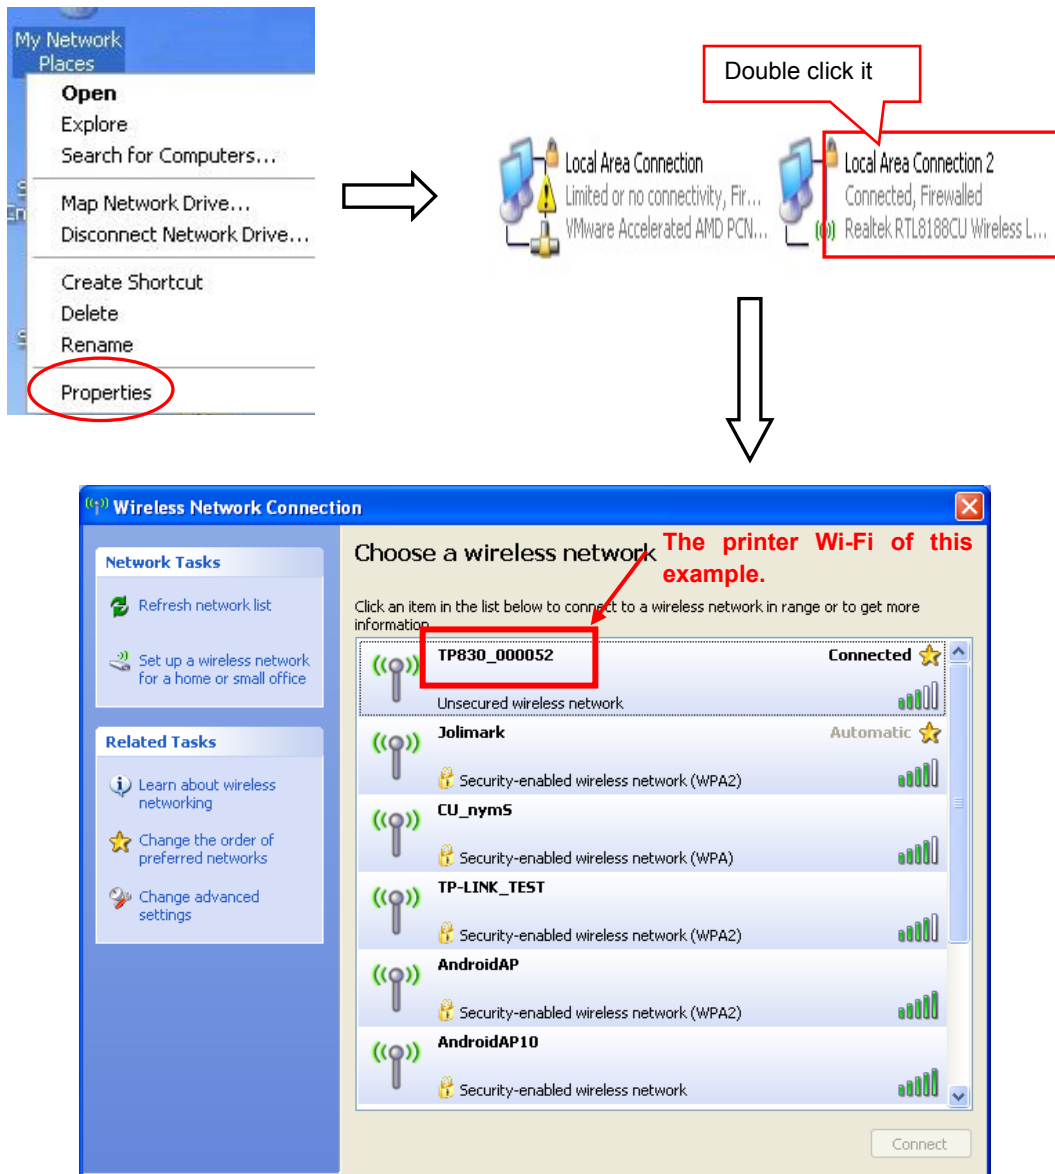 My Network
Places
Open
Explore
Search for Computers...
Map Network Drive...
Disconnect Network Drive...
Create Shortcut
Delete
Rename
Properties
Double click it
Local Area Connection
Limited or no connectivity, Fir...
VMware Accelerated AMD PCN...
Local Area Connection 2
Connected, Firewalled
Realtek RTL8188CU Wireless L...
Wireless Network Connection
Network Tasks
Refresh network list
Set up a wireless network
for a home or small office
Related Tasks
Learn about wireless
networking
Change the order of
preferred networks
Change advanced
settings
Choose a wireless network
The printer Wi-Fi of this
example.
Click an item in the list below to connect to a wireless network in range or to get more
information.
TP830_000052
Connected
Unsecured wireless network
Jolimark
Automatic
Security-enabled wireless network (WPA2)
CU_nymS
Security-enabled wireless network (WPA)
TP-LINK_TEST
Security-enabled wireless network (WPA2)
AndroidAP
Security-enabled wireless network (WPA2)
AndroidAP10
Security-enabled wireless network
Connect